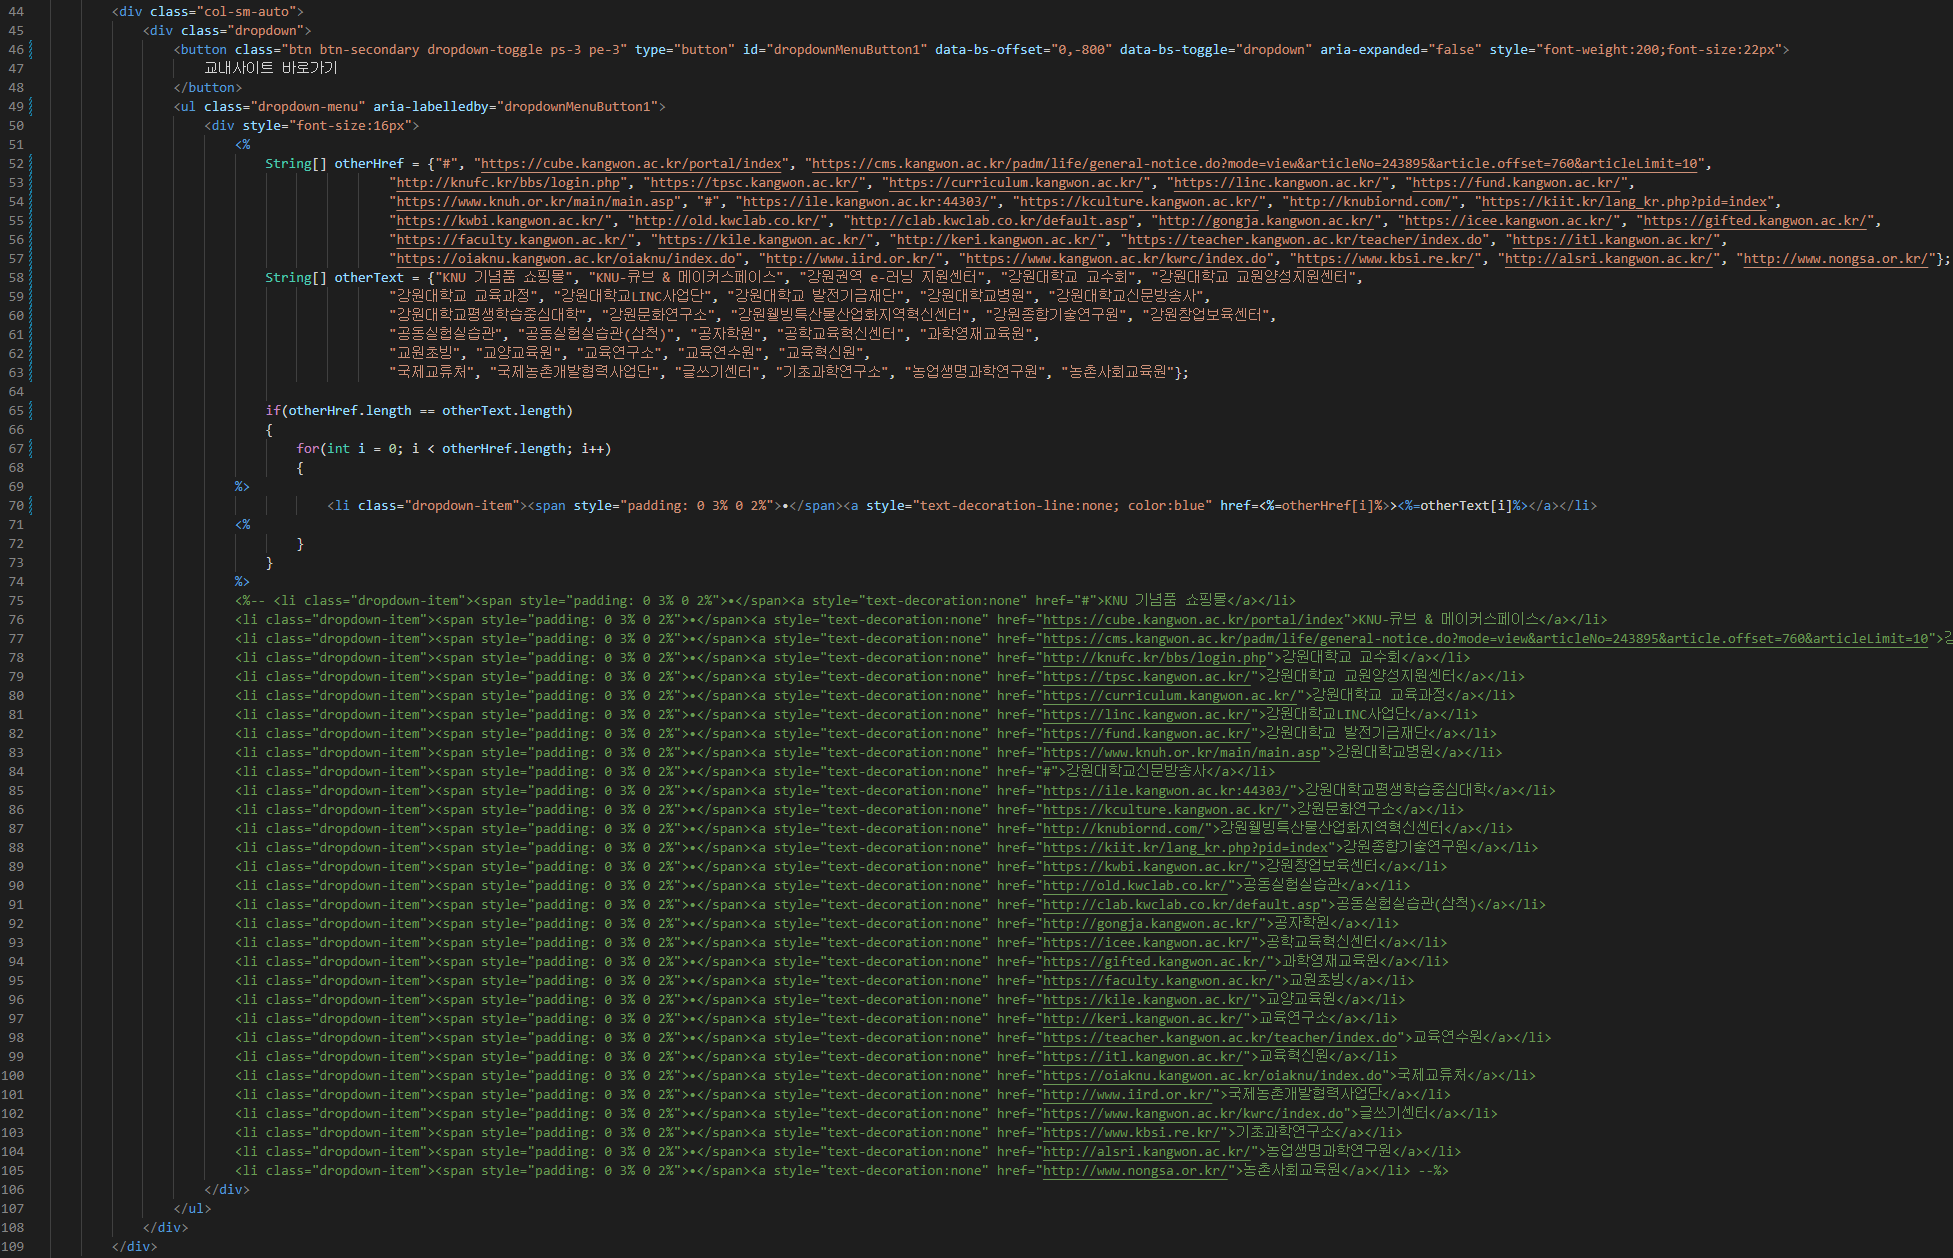 44 <div class="col-sm-auto">
45 <div class="dropdown">
46 <button class="btn btn-secondary dropdown-toggle ps-3 pe-3" type="button" id="dropdownMenuButton1" data-bs-offset="0,-800" data-bs-toggle="dropdown" aria-expanded="false" style="font-weight:200;font-size:22px">
47 교내사이트 바로가기
48 </button>
49 <ul class="dropdown-menu" aria-labelledby="dropdownMenuButton1">
50 <div style="font-size:16px">
51 <%
52 String[] otherHref = {"#", "https://cube.kangwon.ac.kr/portal/index", "https://cms.kangwon.ac.kr/padm/life/general-notice.do?mode=view&articleNo=243895&article.offset=760&articleLimit=10",
53 "http://knufc.kr/bbs/login.php", "https://tpsc.kangwon.ac.kr/", "https://curriculum.kangwon.ac.kr/", "https://linc.kangwon.ac.kr/", "https://fund.kangwon.ac.kr/",
54 "https://www.knuh.or.kr/main/main.asp", "#", "https://ile.kangwon.ac.kr:44303/", "https://kculture.kangwon.ac.kr/", "http://knubiornd.com/", "https://kiit.kr/lang_kr.php?pid=index",
55 "https://kwbi.kangwon.ac.kr/", "http://old.kwclab.co.kr/", "http://clab.kwclab.co.kr/default.asp", "http://gongja.kangwon.ac.kr/", "https://icee.kangwon.ac.kr/", "https://gifted.kangwon.ac.kr/",
56 "https://faculty.kangwon.ac.kr/", "https://kile.kangwon.ac.kr/", "http://keri.kangwon.ac.kr/", "https://teacher.kangwon.ac.kr/teacher/index.do", "https://itl.kangwon.ac.kr/",
57 "https://oiaknu.kangwon.ac.kr/oiaknu/index.do", "http://www.iird.or.kr/", "https://www.kangwon.ac.kr/kwrc/index.do", "https://www.kbsi.re.kr/", "http://alsri.kangwon.ac.kr/", "http://www.nongsa.or.kr/"};
58 String[] otherText = {"KNU 기념품 쇼핑몰", "KNU-큐브 & 메이커스페이스", "강원권역 e-러닝 지원센터", "강원대학교 교수회", "강원대학교 교원양성지원센터",
59 "강원대학교 교육과정", "강원대학교LINC사업단", "강원대학교 발전기금재단", "강원대학교병원", "강원대학교신문방송사",
60 "강원대학교평생학습중심대학", "강원문화연구소", "강원웰빙특산물산업화지역혁신센터", "강원종합기술연구원", "강원창업보육센터",
61 "공동실험실습관", "공동실험실습관(삼척)", "공자학원", "공학교육혁신센터", "과학영재교육원",
62 "교원초빙", "교양교육원", "교육연구소", "교육연수원", "교육혁신원",
63 "국제교류처", "국제농촌개발협력사업단", "글쓰기센터", "기초과학연구소", "농업생명과학연구원", "농촌사회교육원"};
64
65 if(otherHref.length == otherText.length)
66 {
67 for(int i = 0; i < otherHref.length; i++)
68 {
69 %>
70 <li class="dropdown-item"><span style="padding: 0 3% 0 2%">•</span><a style="text-decoration-line:none; color:blue" href=<%=otherHref[i]%>><%=otherText[i]%></a></li>
71 <%
72 }
73 }
74 %>
75 <%-- <li class="dropdown-item"><span style="padding: 0 3% 0 2%">•</span><a style="text-decoration:none" href="#">KNU 기념품 쇼핑몰</a></li>
76 <li class="dropdown-item"><span style="padding: 0 3% 0 2%">•</span><a style="text-decoration:none" href="https://cube.kangwon.ac.kr/portal/index">KNU-큐브 & 메이커스페이스</a></li>
77 <li class="dropdown-item"><span style="padding: 0 3% 0 2%">•</span><a style="text-decoration:none" href="https://cms.kangwon.ac.kr/padm/life/general-notice.do?mode=view&articleNo=243895&article.offset=760&articleLimit=10">
78 <li class="dropdown-item"><span style="padding: 0 3% 0 2%">•</span><a style="text-decoration:none" href="http://knufc.kr/bbs/login.php">강원대학교 교수회</a></li>
79 <li class="dropdown-item"><span style="padding: 0 3% 0 2%">•</span><a style="text-decoration:none" href="https://tpsc.kangwon.ac.kr/">강원대학교 교원양성지원센터</a></li>
80 <li class="dropdown-item"><span style="padding: 0 3% 0 2%">•</span><a style="text-decoration:none" href="https://curriculum.kangwon.ac.kr/">강원대학교 교육과정</a></li>
81 <li class="dropdown-item"><span style="padding: 0 3% 0 2%">•</span><a style="text-decoration:none" href="https://linc.kangwon.ac.kr/">강원대학교LINC사업단</a></li>
82 <li class="dropdown-item"><span style="padding: 0 3% 0 2%">•</span><a style="text-decoration:none" href="https://fund.kangwon.ac.kr/">강원대학교 발전기금재단</a></li>
83 <li class="dropdown-item"><span style="padding: 0 3% 0 2%">•</span><a style="text-decoration:none" href="https://www.knuh.or.kr/main/main.asp">강원대학교병원</a></li>
84 <li class="dropdown-item"><span style="padding: 0 3% 0 2%">•</span><a style="text-decoration:none" href="#">강원대학교신문방송사</a></li>
85 <li class="dropdown-item"><span style="padding: 0 3% 0 2%">•</span><a style="text-decoration:none" href="https://ile.kangwon.ac.kr:44303/">강원대학교평생학습중심대학</a></li>
86 <li class="dropdown-item"><span style="padding: 0 3% 0 2%">•</span><a style="text-decoration:none" href="https://kculture.kangwon.ac.kr/">강원문화연구소</a></li>
87 <li class="dropdown-item"><span style="padding: 0 3% 0 2%">•</span><a style="text-decoration:none" href="http://knubiornd.com/">강원웰빙특산물산업화지역혁신센터</a></li>
88 <li class="dropdown-item"><span style="padding: 0 3% 0 2%">•</span><a style="text-decoration:none" href="https://kiit.kr/lang_kr.php?pid=index">강원종합기술연구원</a></li>
89 <li class="dropdown-item"><span style="padding: 0 3% 0 2%">•</span><a style="text-decoration:none" href="https://kwbi.kangwon.ac.kr/">강원창업보육센터</a></li>
90 <li class="dropdown-item"><span style="padding: 0 3% 0 2%">•</span><a style="text-decoration:none" href="http://old.kwclab.co.kr/">공동실험실습관</a></li>
91 <li class="dropdown-item"><span style="padding: 0 3% 0 2%">•</span><a style="text-decoration:none" href="http://clab.kwclab.co.kr/default.asp">공동실험실습관(삼척)</a></li>
92 <li class="dropdown-item"><span style="padding: 0 3% 0 2%">•</span><a style="text-decoration:none" href="http://gongja.kangwon.ac.kr/">공자학원</a></li>
93 <li class="dropdown-item"><span style="padding: 0 3% 0 2%">•</span><a style="text-decoration:none" href="https://icee.kangwon.ac.kr/">공학교육혁신센터</a></li>
94 <li class="dropdown-item"><span style="padding: 0 3% 0 2%">•</span><a style="text-decoration:none" href="https://gifted.kangwon.ac.kr/">과학영재교육원</a></li>
95 <li class="dropdown-item"><span style="padding: 0 3% 0 2%">•</span><a style="text-decoration:none" href="https://faculty.kangwon.ac.kr/">교원초빙</a></li>
96 <li class="dropdown-item"><span style="padding: 0 3% 0 2%">•</span><a style="text-decoration:none" href="https://kile.kangwon.ac.kr/">교양교육원</a></li>
97 <li class="dropdown-item"><span style="padding: 0 3% 0 2%">•</span><a style="text-decoration:none" href="http://keri.kangwon.ac.kr/">교육연구소</a></li>
98 <li class="dropdown-item"><span style="padding: 0 3% 0 2%">•</span><a style="text-decoration:none" href="https://teacher.kangwon.ac.kr/teacher/index.do">교육연수원</a></li>
99 <li class="dropdown-item"><span style="padding: 0 3% 0 2%">•</span><a style="text-decoration:none" href="https://itl.kangwon.ac.kr/">교육혁신원</a></li>
100 <li class="dropdown-item"><span style="padding: 0 3% 0 2%">•</span><a style="text-decoration:none" href="https://oiaknu.kangwon.ac.kr/oiaknu/index.do">국제교류처</a></li>
101 <li class="dropdown-item"><span style="padding: 0 3% 0 2%">•</span><a style="text-decoration:none" href="http://www.iird.or.kr/">국제농촌개발협력사업단</a></li>
102 <li class="dropdown-item"><span style="padding: 0 3% 0 2%">•</span><a style="text-decoration:none" href="https://www.kangwon.ac.kr/kwrc/index.do">글쓰기센터</a></li>
103 <li class="dropdown-item"><span style="padding: 0 3% 0 2%">•</span><a style="text-decoration:none" href="https://www.kbsi.re.kr/">기초과학연구소</a></li>
104 <li class="dropdown-item"><span style="padding: 0 3% 0 2%">•</span><a style="text-decoration:none" href="http://alsri.kangwon.ac.kr/">농업생명과학연구원</a></li>
105 <li class="dropdown-item"><span style="padding: 0 3% 0 2%">•</span><a style="text-decoration:none" href="http://www.nongsa.or.kr/">농촌사회교육원</a></li> --%>
106 </div>
107 </ul>
108 </div>
109 </div>